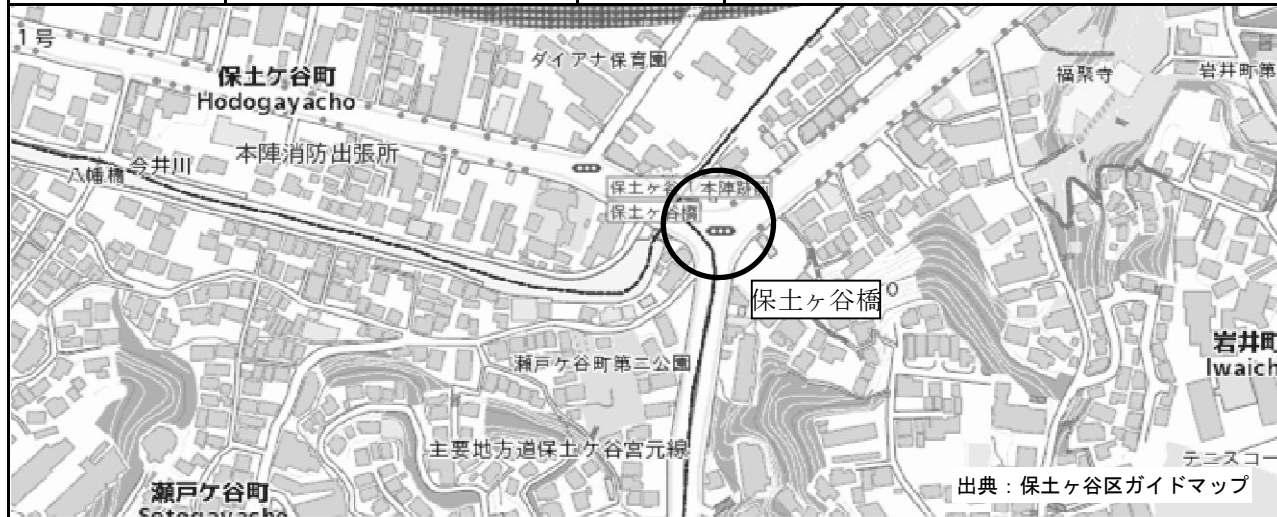 1号
ダイアナ保育園
保土ケ谷町
Hodogayacho
福聚寺
岩井町第
本陣消防出張所
今井川
八幡橋
本陣跡前
保土ヶ谷橋
保土ヶ谷橋
岩井町
Iwaich
瀬戸ケ谷町第二公園
主要地方道保土ケ谷宮元線
テニスコー
瀬戸ケ谷町
Setogayacho
出典:保土ヶ谷区ガイドマップ